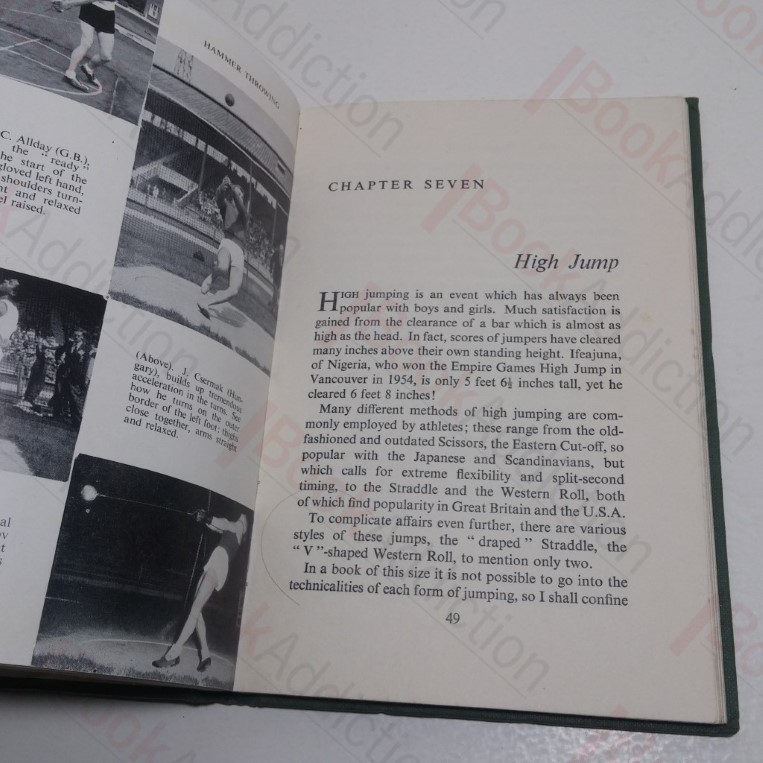 HAMMER THROWING
C. Allday (G.B.),
the "ready"
the start of the
gloved left hand,
shoulders turn-
and relaxed
raised.
(Above). J. Csermak (Hun-
gary), builds up tremendous
acceleration in the turns. See
how he turns on the outer
border of the left foot; thighs
close together, arms straight
and relaxed.
CHAPTER SEVEN
High Jump
HIGH jumping is an event which has always been
popular with boys and girls. Much satisfaction is
gained from the clearance of a bar which is almost as
high as the head. In fact, scores of jumpers have cleared
many inches above their own standing height. Ifeajuna,
of Nigeria, who won the Empire Games High Jump in
Vancouver in 1954, is only 5 feet 6½ inches tall, yet he
cleared 6 feet 8 inches!
Many different methods of high jumping are com-
monly employed by athletes; these range from the old-
fashioned and outdated Scissors, the Eastern Cut-off, so
popular with the Japanese and Scandinavians, but
which calls for extreme flexibility and split-second
timing, to the Straddle and the Western Roll, both
of which find popularity in Great Britain and the U.S.A.
To complicate affairs even further, there are various
styles of these jumps, the "draped" Straddle, the
"V"-shaped Western Roll, to mention only two.
In a book of this size it is not possible to go into the
technicalities of each form of jumping, so I shall confine
49
BookAddiction